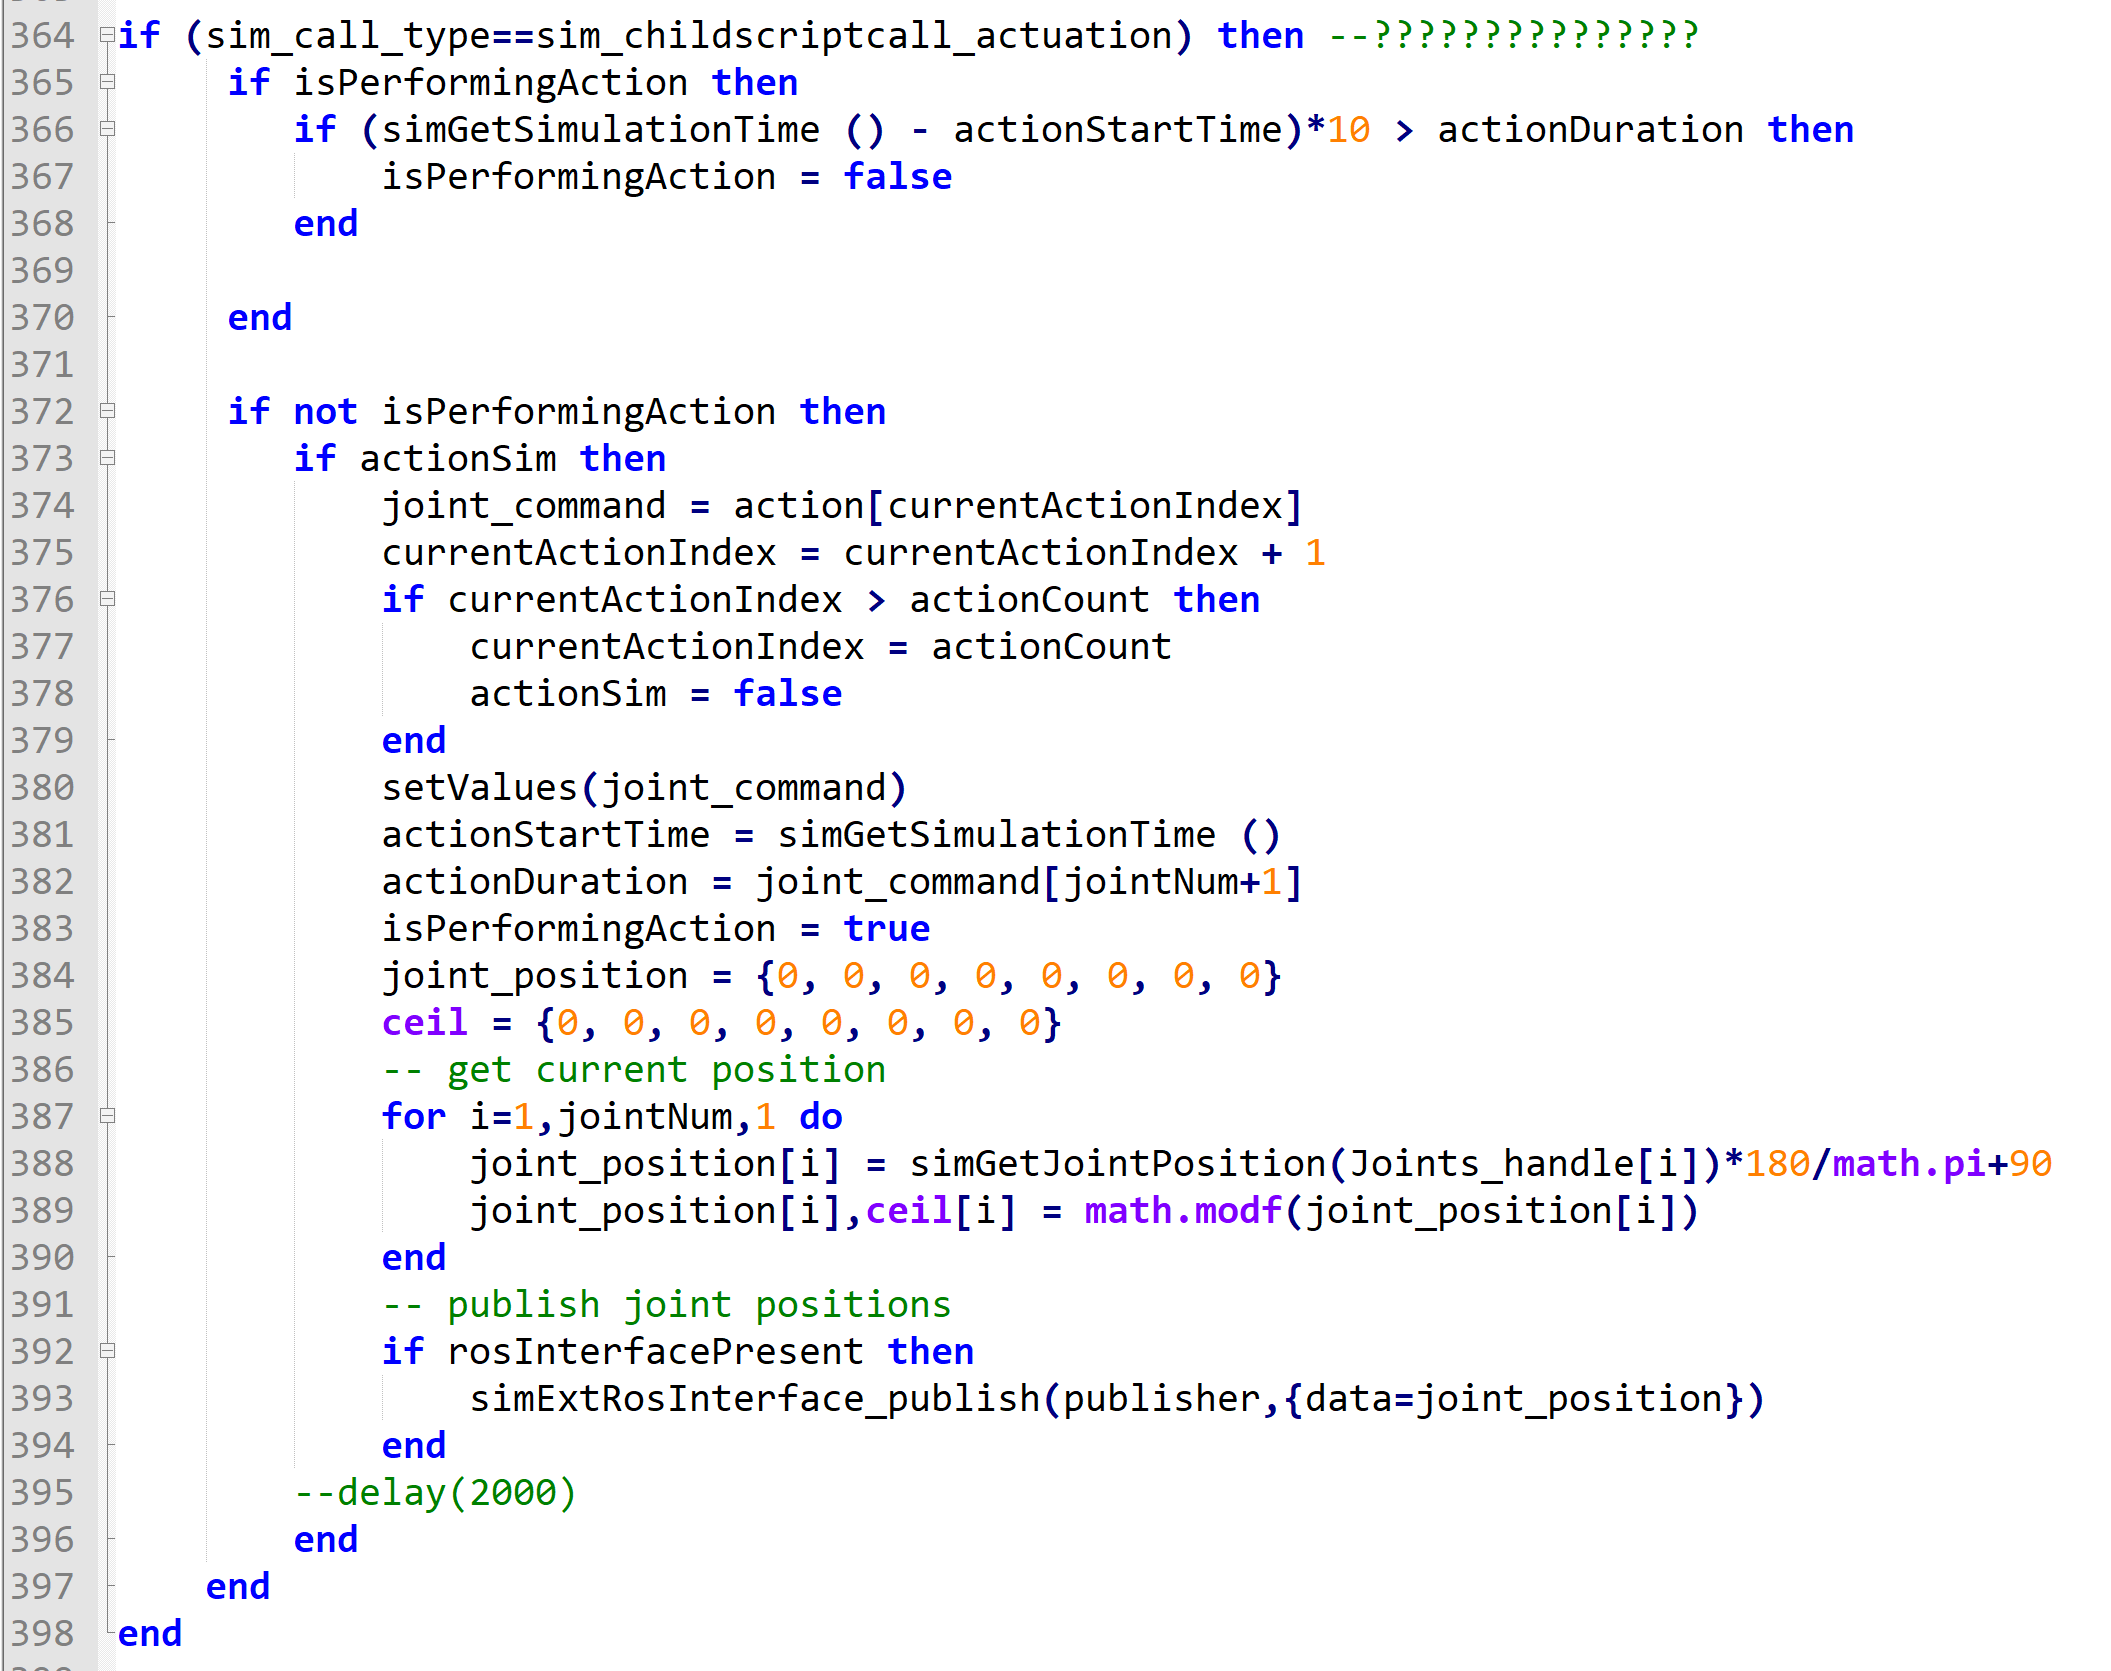 364 if (sim_call_type==sim_childscriptcall_actuation) then --???????????????
365 if isPerformingAction then
366 if (simGetSimulationTime () - actionStartTime)*10 > actionDuration then
367 isPerformingAction = false
368 end
369
370 end
371
372 if not isPerformingAction then
373 if actionSim then
374 joint_command = action[currentActionIndex]
375 currentActionIndex = currentActionIndex + 1
376 if currentActionIndex > actionCount then
377 currentActionIndex = actionCount
378 actionSim = false
379 end
380 setValues(joint_command)
381 actionStartTime = simGetSimulationTime ()
382 actionDuration = joint_command[jointNum+1]
383 isPerformingAction = true
384 joint_position = {0, 0, 0, 0, 0, 0, 0, 0}
385 ceil = {0, 0, 0, 0, 0, 0, 0, 0}
386 -- get current position
387 for i=1,jointNum,1 do
388 joint_position[i] = simGetJointPosition(Joints_handle[i])*180/math.pi+90
389 joint_position[i],ceil[i] = math.modf(joint_position[i])
390 end
391 -- publish joint positions
392 if rosInterfacePresent then
393 simExtRosInterface_publish(publisher,{data=joint_position})
394 end
395 --delay(2000)
396 end
397 end
398 end